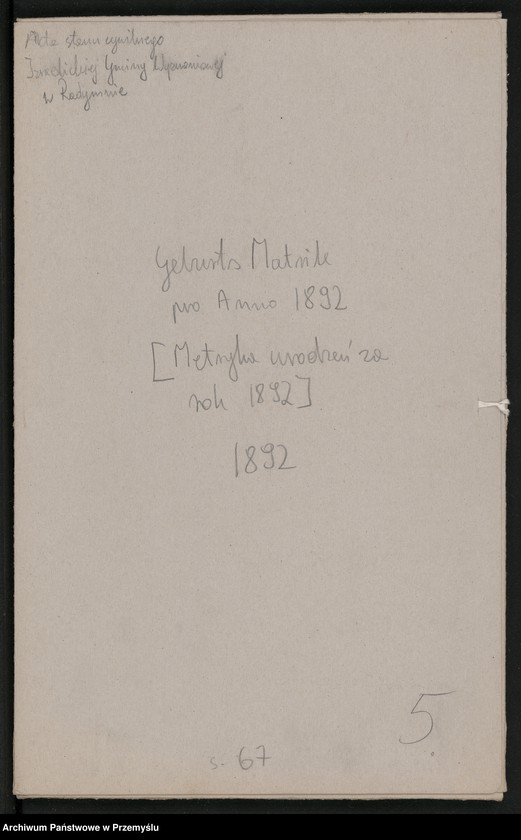 Akta stanu cywilnego
Izraelickiej Gminy Wyznaniowej
w Radymnie
Geburts Matrik
pro Anno 1892
[Metryka urodzeń za
rok 1892]
1892
5.
s. 67
Archiwum Państwowe w Przemyślu